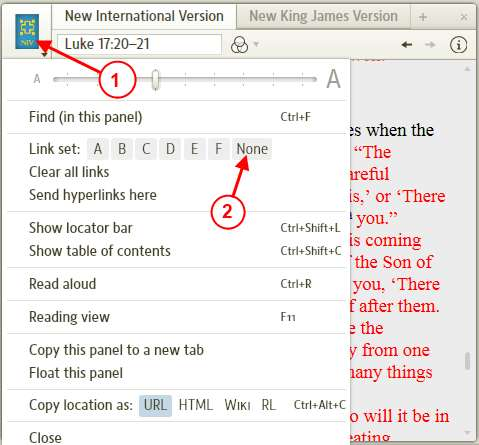 New International Version
New King James Version
NIV
Luke 17:20–21
1
A
A
Find (in this panel) Ctrl+F
Link set: A B C D E F None
Clear all links
Send hyperlinks here
2
Show locator bar Ctrl+Shift+L
Show table of contents Ctrl+Shift+C
Read aloud Ctrl+R
Reading view F11
Copy this panel to a new tab
Float this panel
Copy location as: URL HTML Wiki RL Ctrl+Alt+C
Close
es when the
“The
is,’ or ‘There
you.”
is coming
f the Son of
you, ‘There
f after them.
e the
y from one
many things
o will it be in